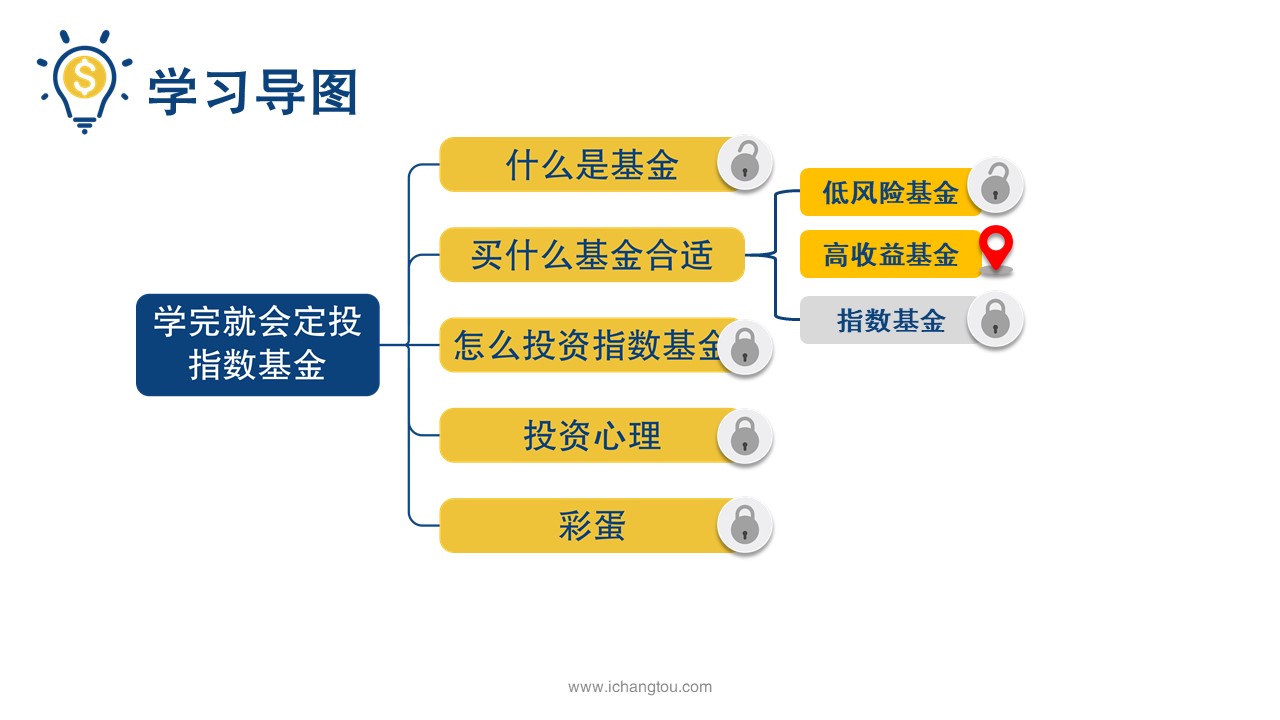 学习导图
什么是基金
买什么基金合适
低风险基金
高收益基金
指数基金
学完就会定投
指数基金
怎么投资指数基金
投资心理
彩蛋
www.ichangtou.com